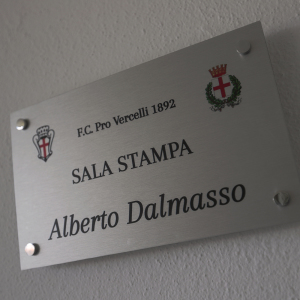 F.C. Pro Vercelli 1892
SALA STAMPA
Alberto Dalmasso